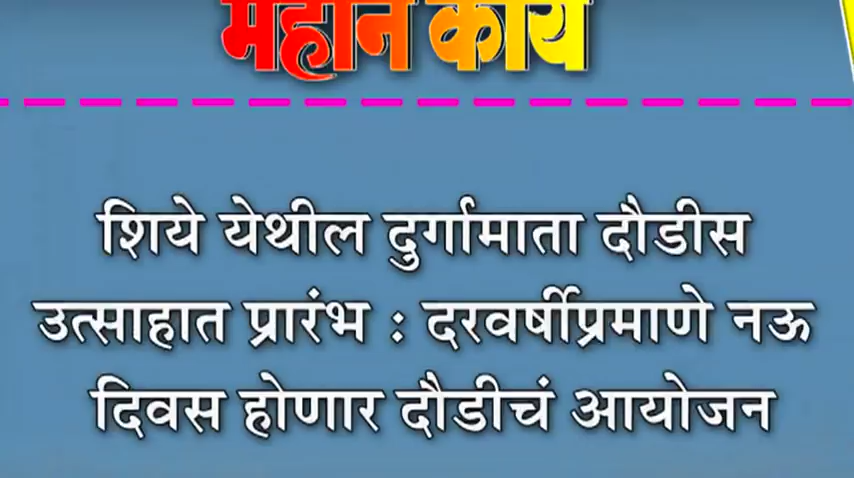 महान कार्य
शिये येथील दुर्गामाता दौडीस
उत्साहात प्रारंभ : दरवर्षीप्रमाणे नऊ
दिवस होणार दौडीचं आयोजन